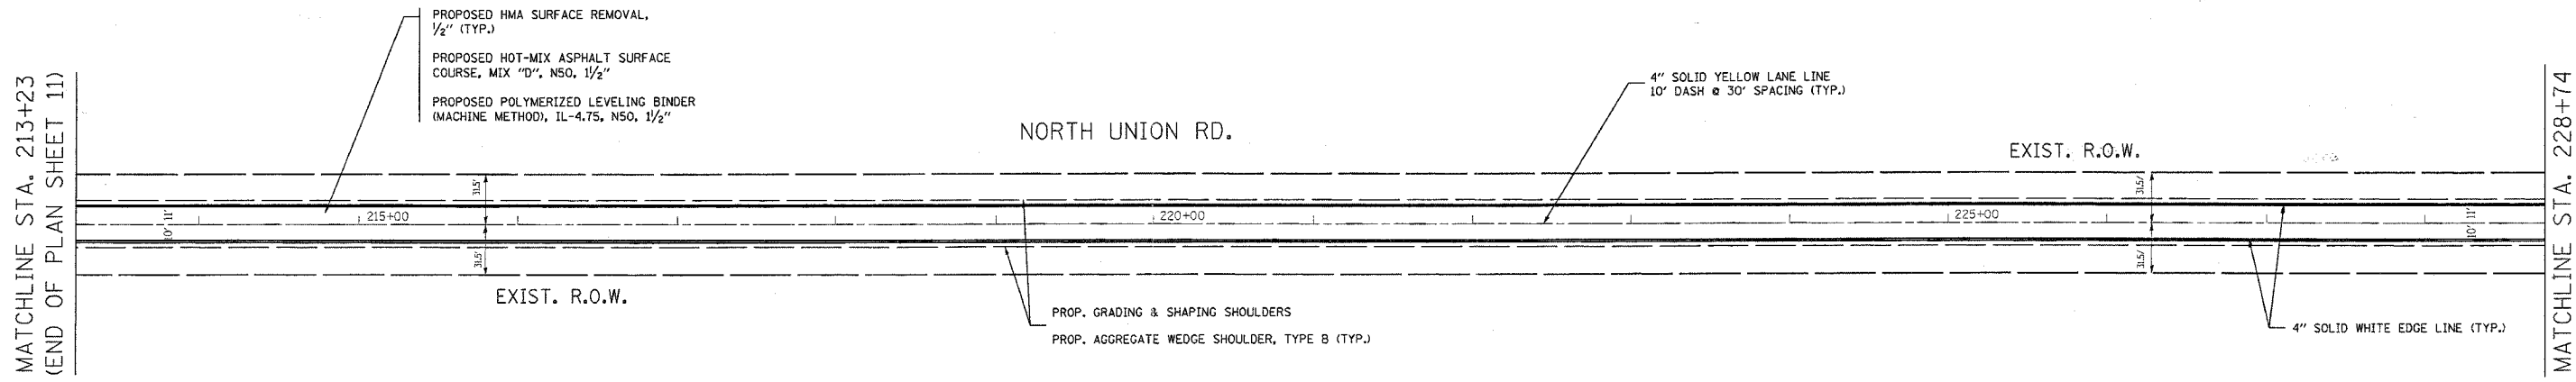 MATCHLINE STA. 213+23
(END OF PLAN SHEET 11)
PROPOSED HMA SURFACE REMOVAL,
1/2" (TYP.)
PROPOSED HOT-MIX ASPHALT SURFACE
COURSE, MIX "D", N50, 1 1/2"
PROPOSED POLYMERIZED LEVELING BINDER
(MACHINE METHOD), IL-4.75, N50, 1 1/2"
NORTH UNION RD.
4" SOLID YELLOW LANE LINE
10' DASH @ 30' SPACING (TYP.)
EXIST. R.O.W.
31.5'
31.5'
11'
10'
215+00
220+00
225+00
11'
10'
31.5'
31.5'
EXIST. R.O.W.
PROP. GRADING & SHAPING SHOULDERS
PROP. AGGREGATE WEDGE SHOULDER, TYPE B (TYP.)
4" SOLID WHITE EDGE LINE (TYP.)
MATCHLINE STA. 228+74